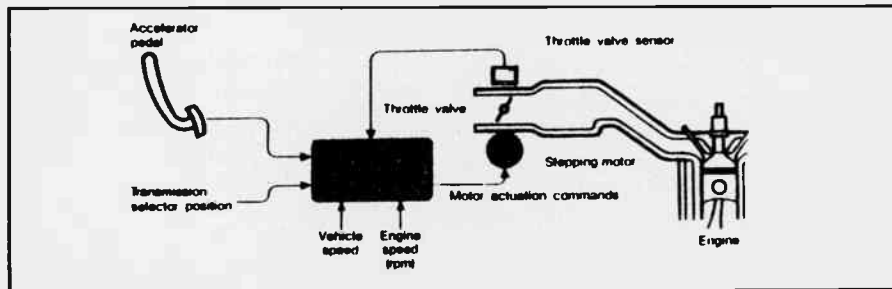 Accelerator
pedal
Throttle valve sensor
Throttle valve
Stepping motor
Transmission
selector position
Motor actuation commands
Vehicle
speed
Engine
speed
(rpm)
Engine